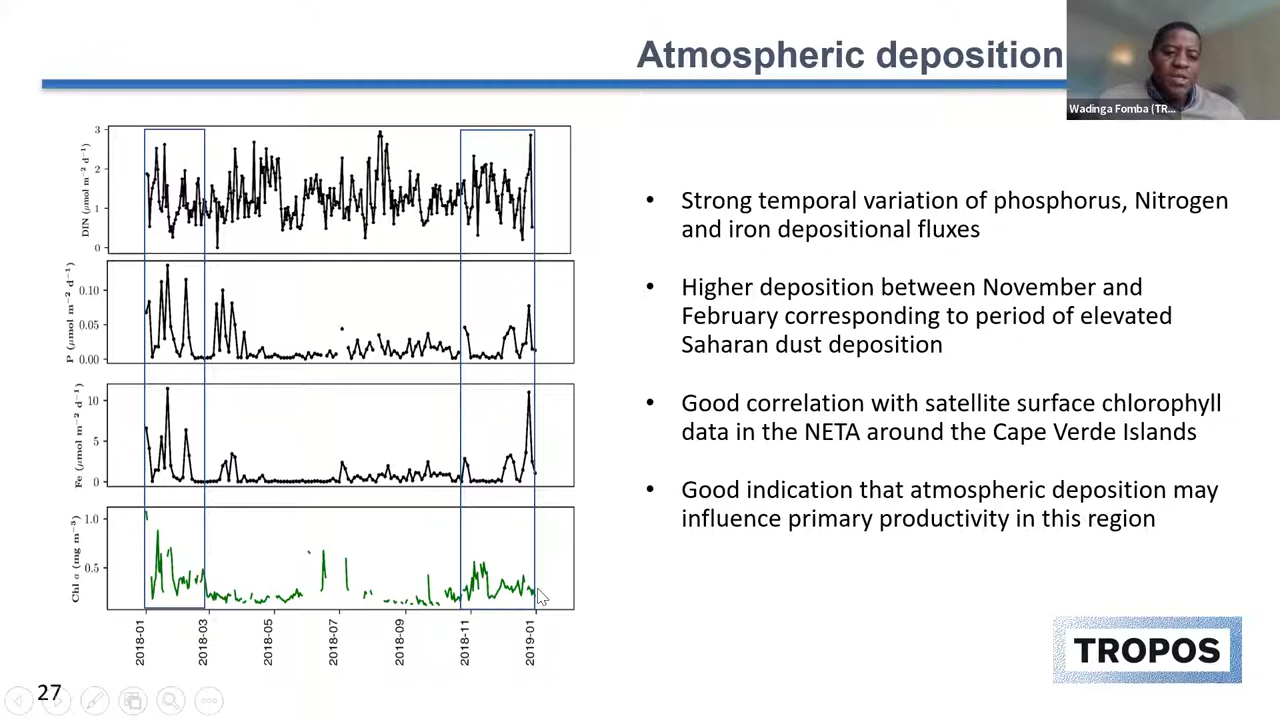 Atmospheric deposition
Wadinga Fomba (TR...
DIN (μmol m⁻² d⁻¹)
3
2
1
0
P (μmol m⁻² d⁻¹)
0.10
0.05
0.00
Fe (μmol m⁻² d⁻¹)
10
5
0
Chl a (mg m⁻³)
1.0
0.5
2018-01
2018-03
2018-05
2018-07
2018-09
2018-11
2019-01
• Strong temporal variation of phosphorus, Nitrogen
and iron depositional fluxes
• Higher deposition between November and
February corresponding to period of elevated
Saharan dust deposition
• Good correlation with satellite surface chlorophyll
data in the NETA around the Cape Verde Islands
• Good indication that atmospheric deposition may
influence primary productivity in this region
TROPOS
27